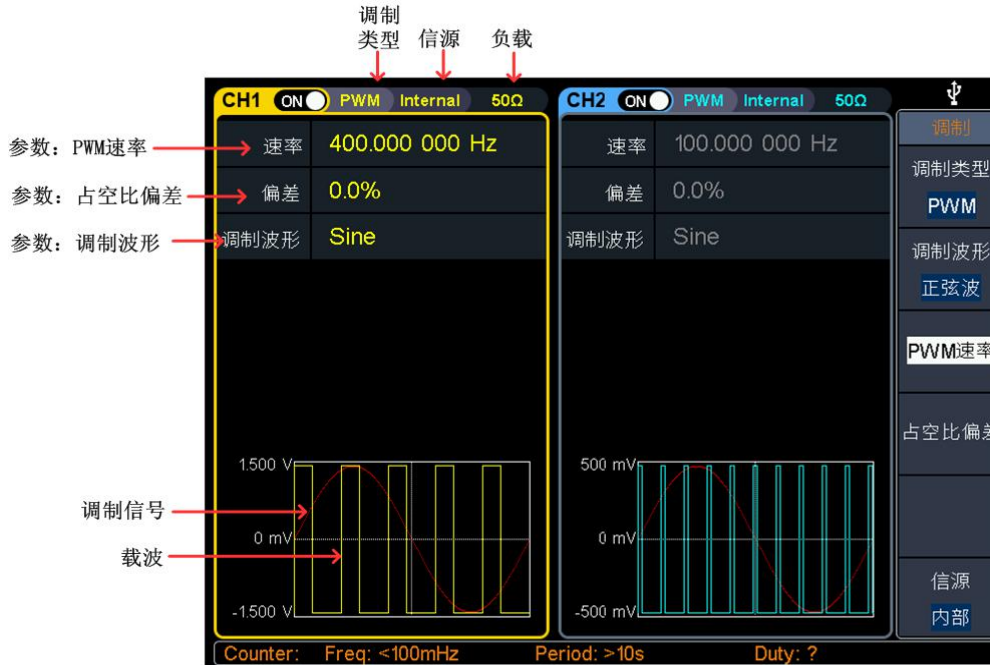 调制
类型 信源 负载
CH1 ON PWM Internal 50Ω CH2 ON PWM Internal 50Ω
调制
参数：PWM速率 速率 400.000 000 Hz 速率 100.000 000 Hz
调制类型
PWM
参数：占空比偏差 偏差 0.0% 偏差 0.0%
参数：调制波形 调制波形 Sine 调制波形 Sine
调制波形
正弦波
PWM速率
占空比偏差
1.500 V 500 mV
调制信号
0 mV 0 mV
载波
信源
内部
-1.500 V -500 mV
Counter: Freq: <100mHz Period: >10s Duty: ?